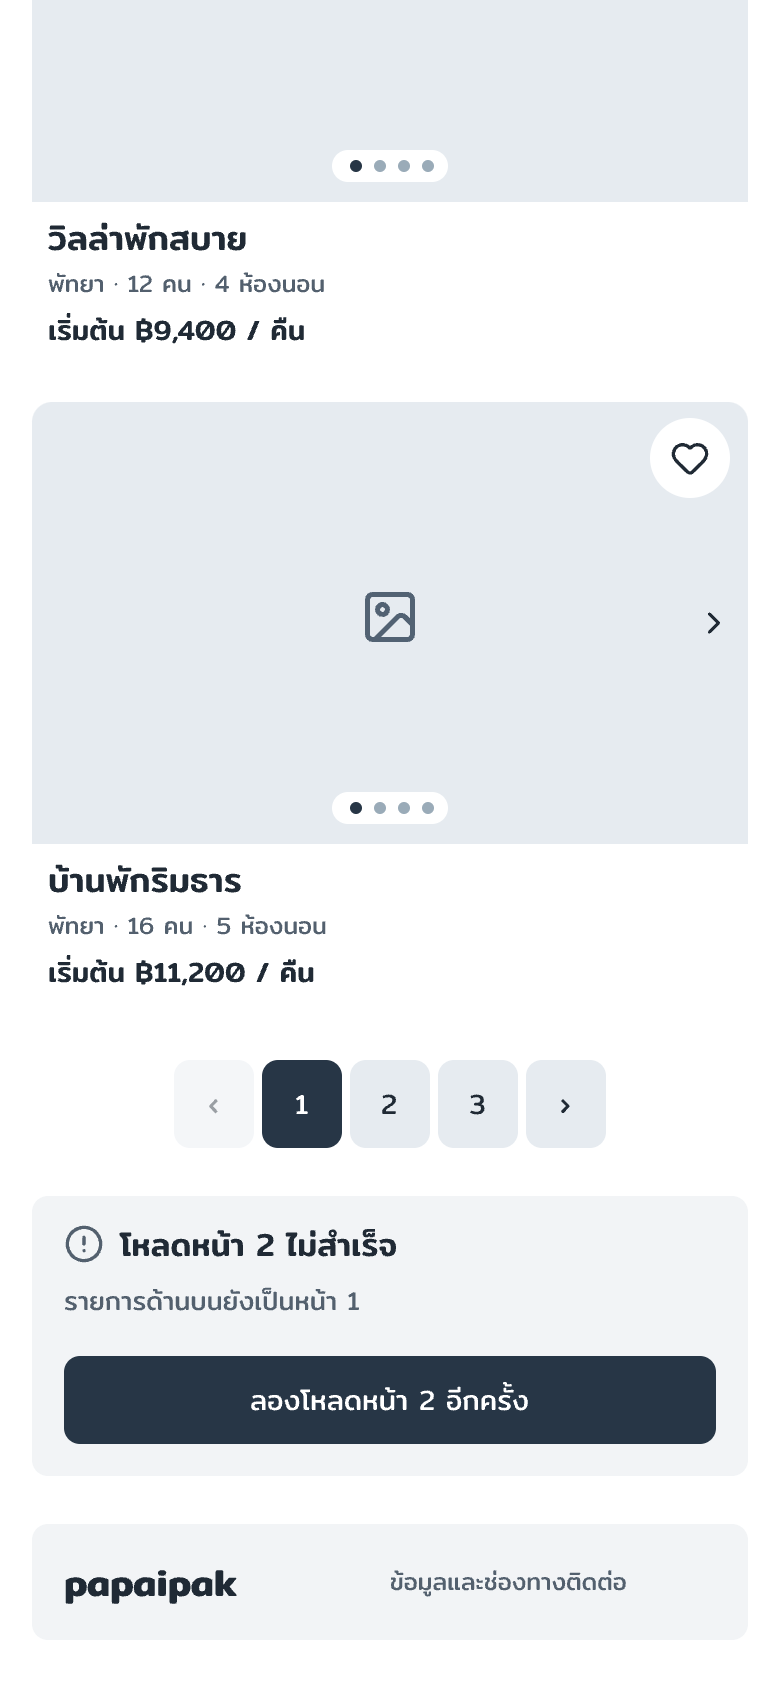 วิลล่าพักสบาย
พัทยา · 12 คน · 4 ห้องนอน
เริ่มต้น ฿9,400 / คืน
บ้านพักริมธาร
พัทยา · 16 คน · 5 ห้องนอน
เริ่มต้น ฿11,200 / คืน
‹ 1 2 3 ›
โหลดหน้า 2 ไม่สำเร็จ
รายการด้านบนยังเป็นหน้า 1
ลองโหลดหน้า 2 อีกครั้ง
papaipak ข้อมูลและช่องทางติดต่อ